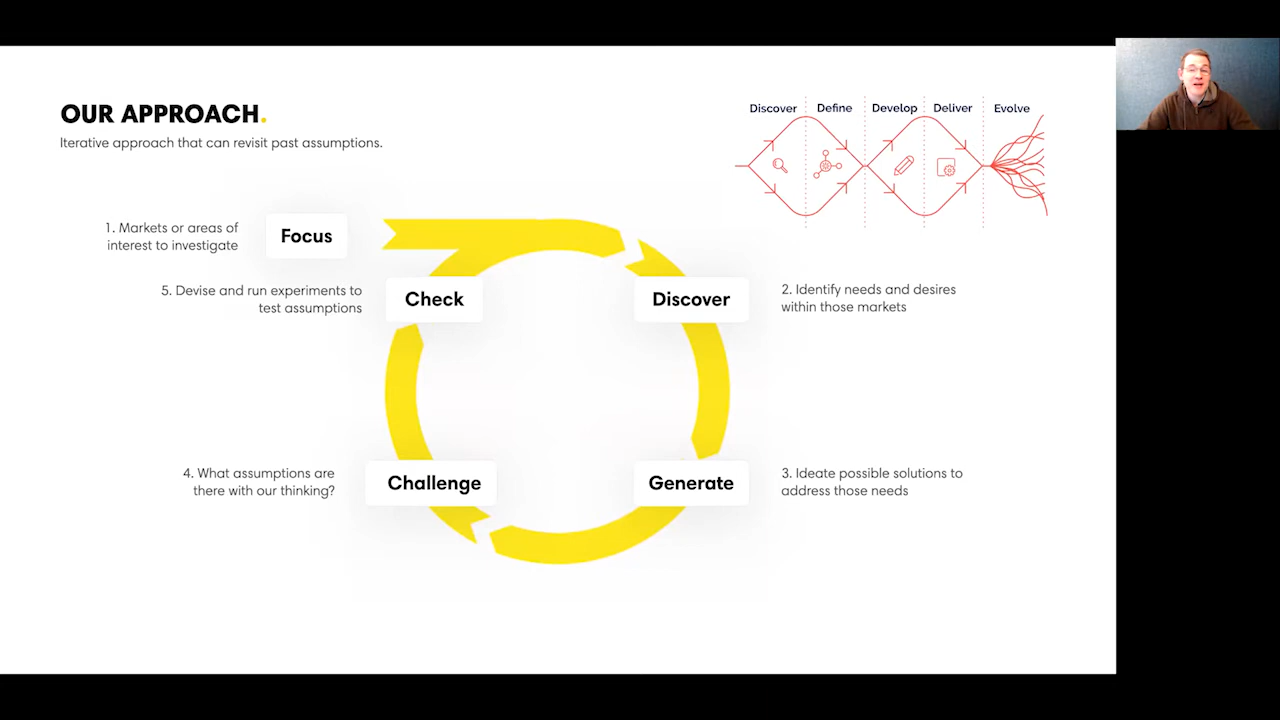 OUR APPROACH.
Iterative approach that can revisit past assumptions.
Discover
Define
Develop
Deliver
Evolve
1. Markets or areas of
interest to investigate
Focus
5. Devise and run experiments to
test assumptions
Check
Discover
2. Identify needs and desires
within those markets
4. What assumptions are
there with our thinking?
Challenge
Generate
3. Ideate possible solutions to
address those needs